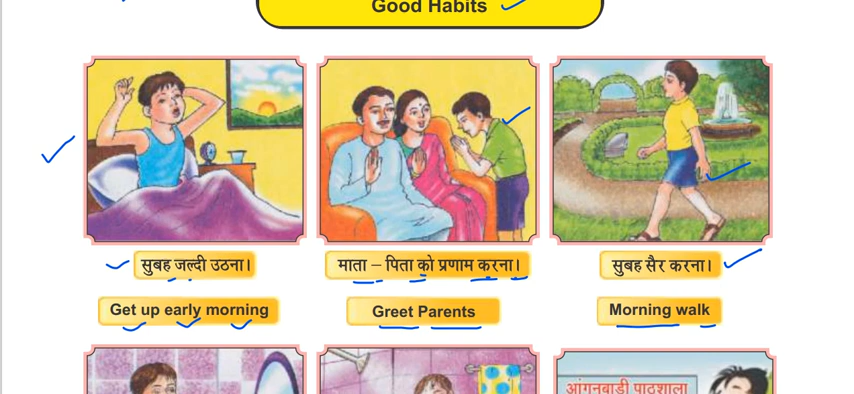 Good Habits
सुबह जल्दी उठना।
माता – पिता को प्रणाम करना।
सुबह सैर करना।
Get up early morning
Greet Parents
Morning walk
आंगनबाड़ी पाठशाला